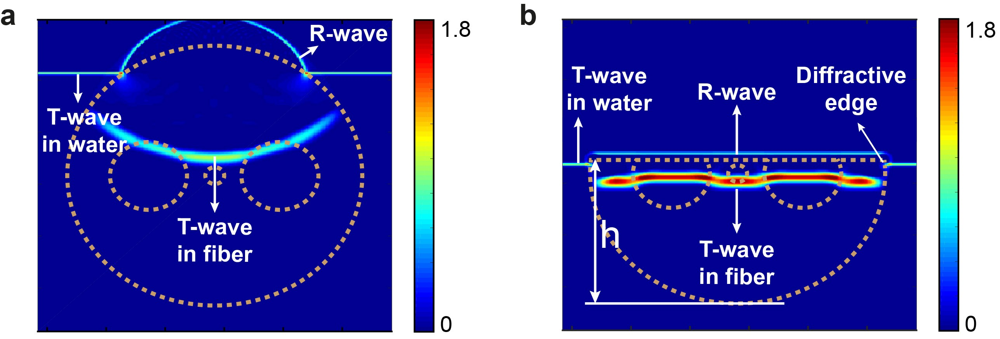 a
R-wave
T-wave
in water
T-wave
in fiber
1.8
0
b
T-wave
in water
R-wave
Diffractive
edge
h
T-wave
in fiber
1.8
0